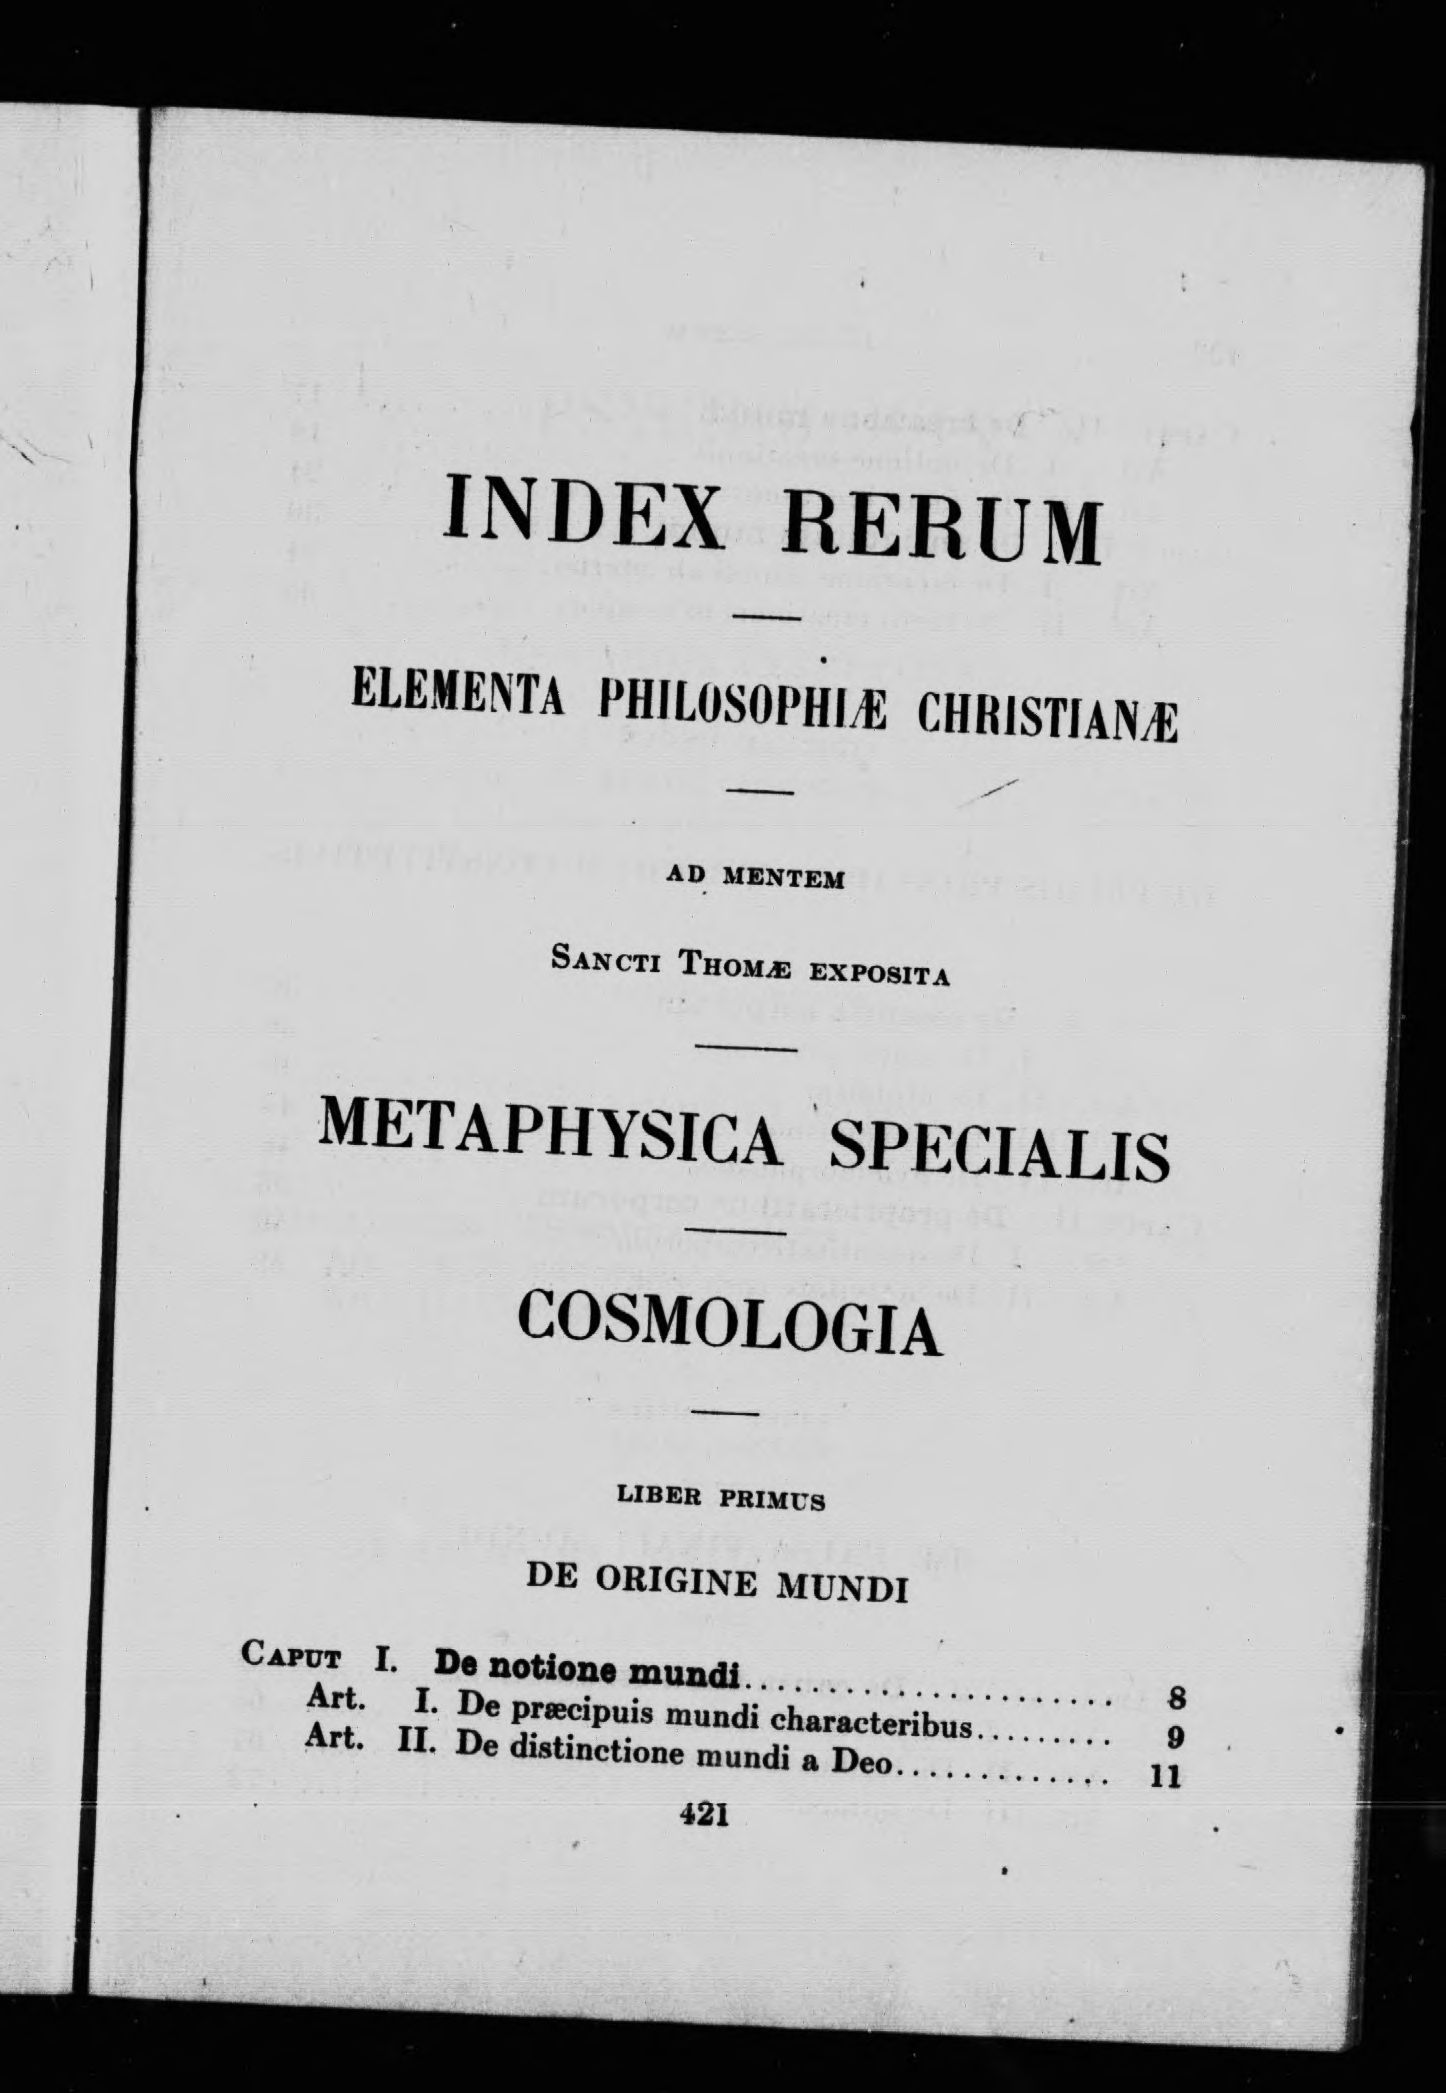 INDEX RERUM
ELEMENTA PHILOSOPHIÆ CHRISTIANÆ
AD MENTEM
SANCTI THOMÆ EXPOSITA
METAPHYSICA SPECIALIS
COSMOLOGIA
LIBER PRIMUS
DE ORIGINE MUNDI
CAPUT I. De notione mundi...................... 8
Art. I. De præcipuis mundi characteribus......... 9
Art. II. De distinctione mundi a Deo............. 11
421